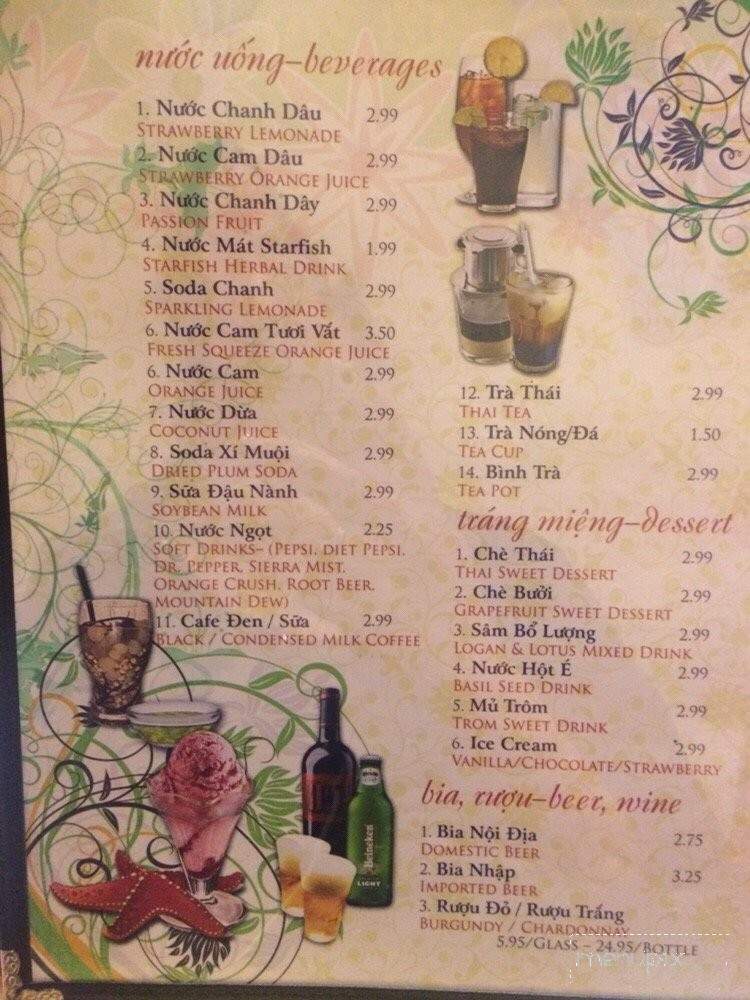 nước uống–beverages
1. Nước Chanh Dâu 2.99
Strawberry Lemonade
2. Nước Cam Dâu 2.99
Strawberry Orange Juice
3. Nước Chanh Dây 2.99
Passion Fruit
4. Nước Mát Starfish 1.99
Starfish Herbal Drink
5. Soda Chanh 2.99
Sparkling Lemonade
6. Nước Cam Tươi Vắt 3.50
Fresh Squeeze Orange Juice
6. Nước Cam 2.99
Orange Juice
7. Nước Dừa 2.99
Coconut Juice
8. Soda Xí Muội 2.99
Dried Plum Soda
9. Sữa Đậu Nành 2.99
Soybean Milk
10. Nước Ngọt 2.25
Soft Drinks– (Pepsi, Diet Pepsi,
Dr. Pepper, Sierra Mist,
Orange Crush, Root Beer,
Mountain Dew)
11. Cafe Đen / Sữa 2.99
Black / Condensed Milk Coffee
12. Trà Thái 2.99
Thai Tea
13. Trà Nóng/Đá 1.50
Tea Cup
14. Bình Trà 2.99
Tea Pot
tráng miệng–dessert
1. Chè Thái 2.99
Thai Sweet Dessert
2. Chè Bưởi 2.99
Grapefruit Sweet Dessert
3. Sâm Bổ Lượng 2.99
Logan & Lotus Mixed Drink
4. Nước Hột É 2.99
Basil Seed Drink
5. Mủ Trôm 2.99
Trom Sweet Drink
6. Ice Cream 2.99
Vanilla/Chocolate/Strawberry
bia, rượu–beer, wine
1. Bia Nội Địa 2.75
Domestic Beer
2. Bia Nhập 3.25
Imported Beer
3. Rượu Đỏ / Rượu Trắng
Burgundy / Chardonnay
5.95/Glass – 24.95/Bottle
Heineken
LIGHT
menupix